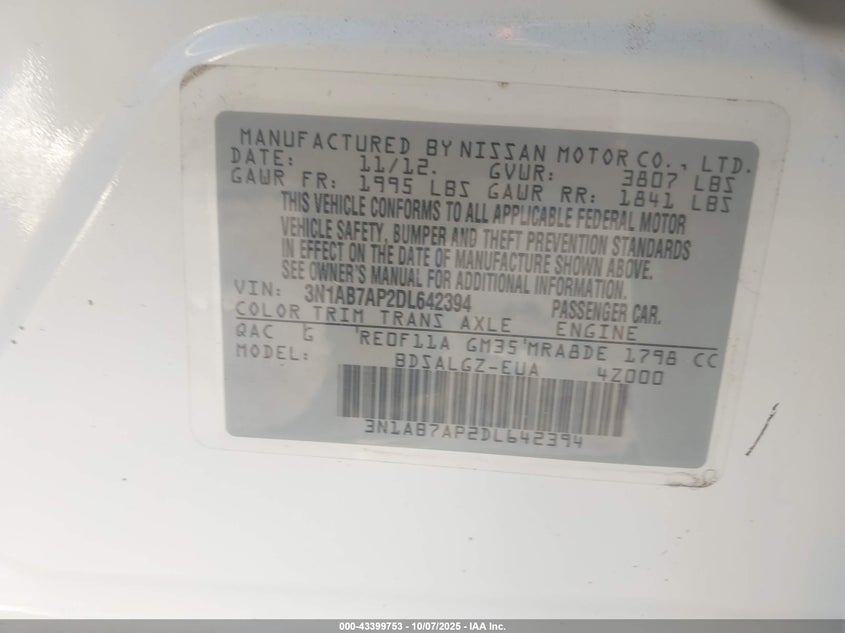 MANUFACTURED BY NISSAN MOTOR CO., LTD.
DATE: 11/12. GVWR: 3807 LBS
GAWR FR: 1995 LBS GAWR RR: 1841 LBS
THIS VEHICLE CONFORMS TO ALL APPLICABLE FEDERAL MOTOR
VEHICLE SAFETY, BUMPER AND THEFT PREVENTION STANDARDS
IN EFFECT ON THE DATE OF MANUFACTURE SHOWN ABOVE.
SEE OWNER'S MANUAL FOR ADDITIONAL INFORMATION.
VIN: 3N1AB7AP2DL642394 PASSENGER CAR.
COLOR TRIM TRANS AXLE ENGINE
QAC G RE0F11A GM35 MRA8DE 1798 CC
MODEL: BDSALGZ-EUA 4Z000
3N1AB7AP2DL642394
000-43399753 - 10/07/2025 - IAA Inc.